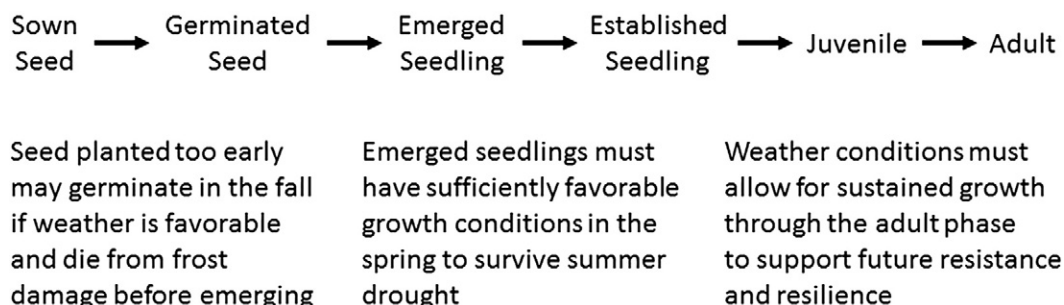 Sown
Seed
Germinated
Seed
Emerged
Seedling
Established
Seedling
Juvenile
Adult
Seed planted too early
may germinate in the fall
if weather is favorable
and die from frost
damage before emerging
Emerged seedlings must
have sufficiently favorable
growth conditions in the
spring to survive summer
drought
Weather conditions must
allow for sustained growth
through the adult phase
to support future resistance
and resilience